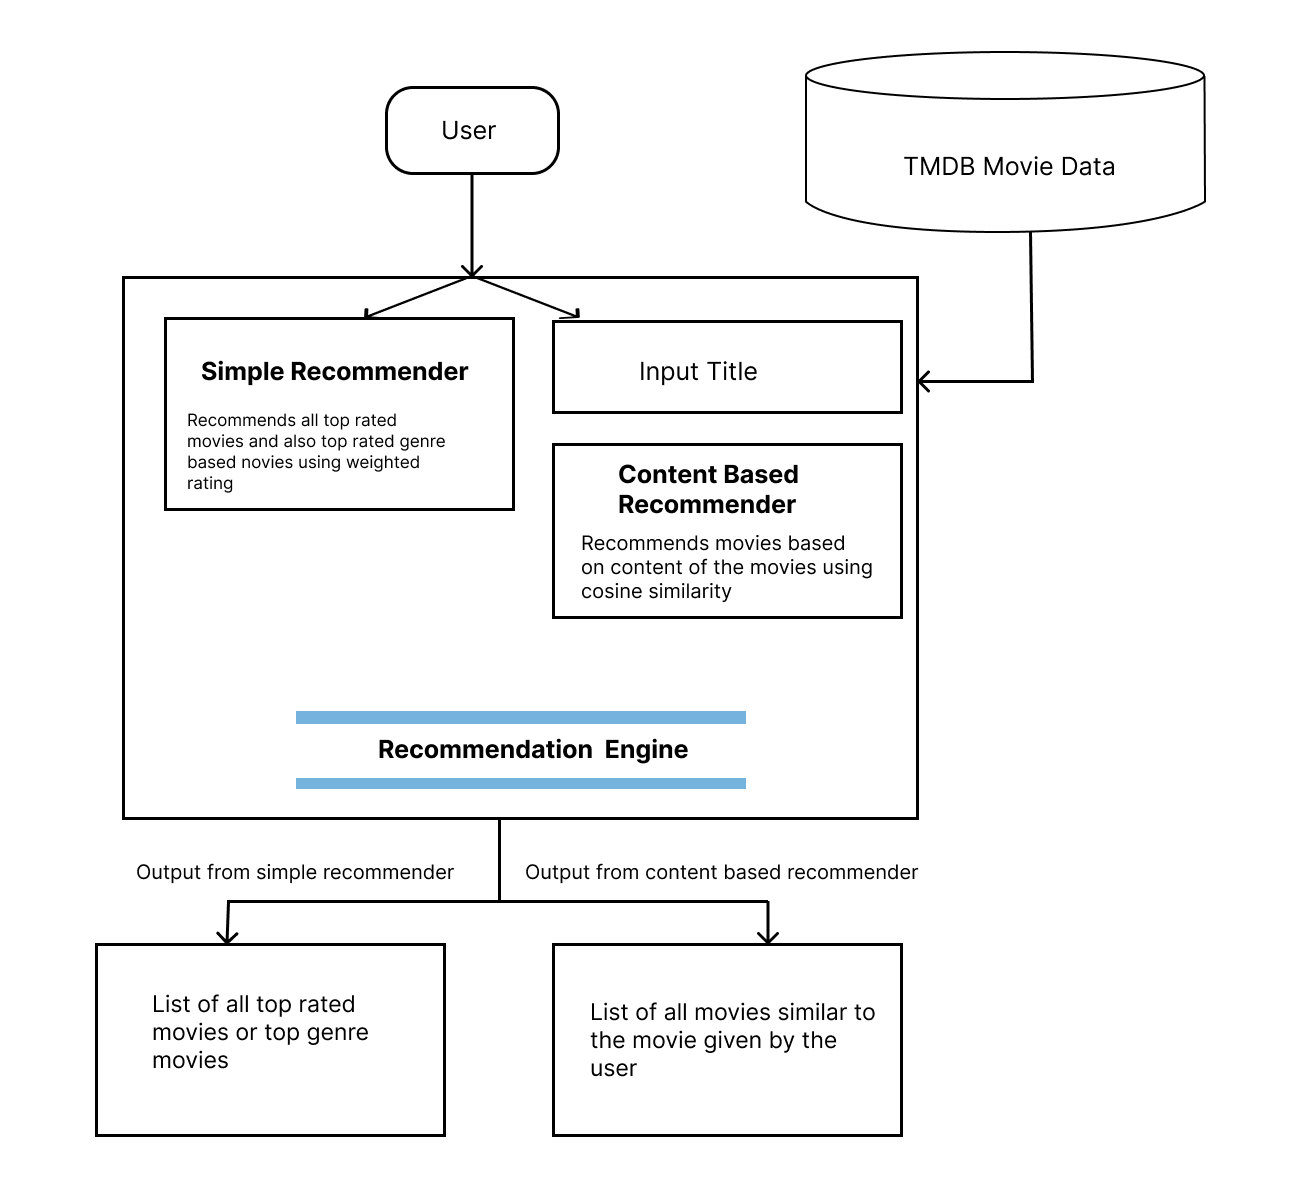 User
TMDB Movie Data
Simple Recommender
Recommends all top rated
movies and also top rated genre
based novies using weighted
rating
Input Title
Content Based
Recommender
Recommends movies based
on content of the movies using
cosine similarity
Recommendation Engine
Output from simple recommender
Output from content based recommender
List of all top rated
movies or top genre
movies
List of all movies similar to
the movie given by the
user